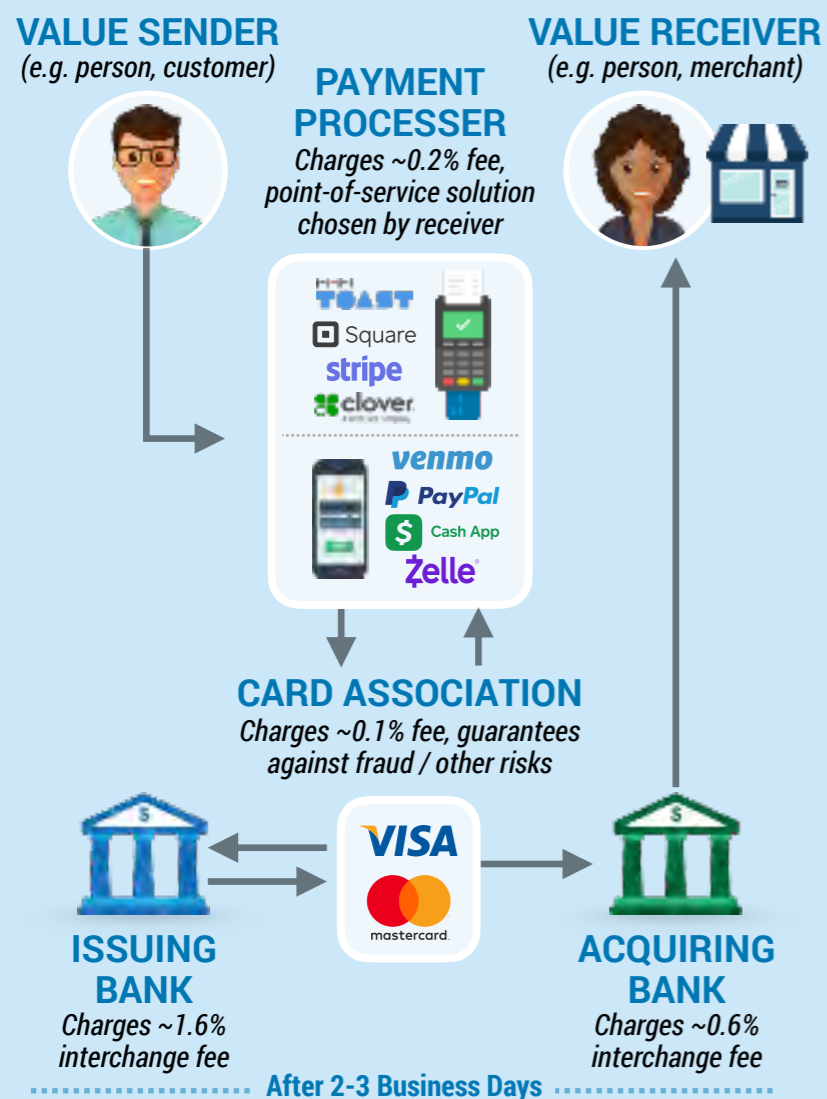 VALUE SENDER
(e.g. person, customer)
VALUE RECEIVER
(e.g. person, merchant)
PAYMENT
PROCESSER
Charges ~0.2% fee,
point-of-service solution
chosen by receiver
TOAST
Square
stripe
clover
venmo
PayPal
$ Cash App
Zelle
CARD ASSOCIATION
Charges ~0.1% fee, guarantees
against fraud / other risks
$
VISA
mastercard
$
ISSUING
BANK
Charges ~1.6%
interchange fee
ACQUIRING
BANK
Charges ~0.6%
interchange fee
After 2-3 Business Days